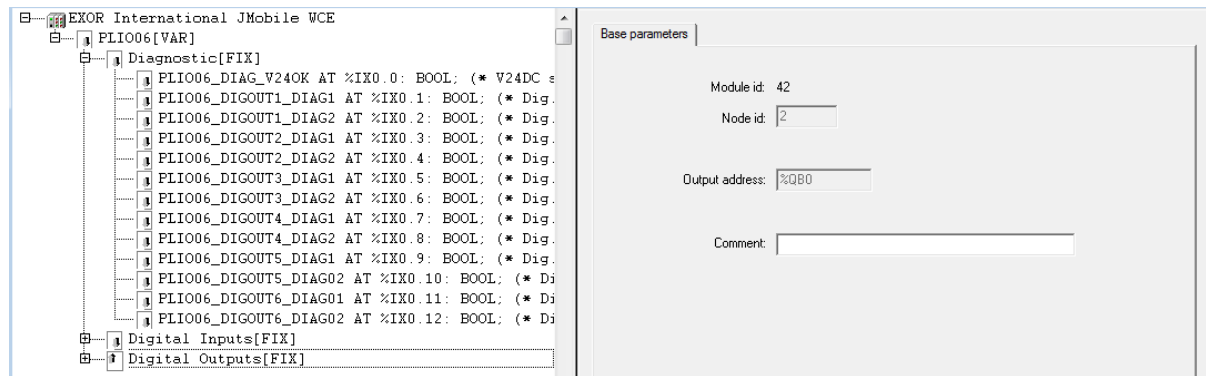 EXOR International JMobile WCE
PLIO06[VAR]
Diagnostic[FIX]
PLIO06_DIAG_V24OK AT %IX0.0: BOOL; (* V24DC s
PLIO06_DIGOUT1_DIAG1 AT %IX0.1: BOOL; (* Dig.
PLIO06_DIGOUT1_DIAG2 AT %IX0.2: BOOL; (* Dig.
PLIO06_DIGOUT2_DIAG1 AT %IX0.3: BOOL; (* Dig.
PLIO06_DIGOUT2_DIAG2 AT %IX0.4: BOOL; (* Dig.
PLIO06_DIGOUT3_DIAG1 AT %IX0.5: BOOL; (* Dig.
PLIO06_DIGOUT3_DIAG2 AT %IX0.6: BOOL; (* Dig.
PLIO06_DIGOUT4_DIAG1 AT %IX0.7: BOOL; (* Dig.
PLIO06_DIGOUT4_DIAG2 AT %IX0.8: BOOL; (* Dig.
PLIO06_DIGOUT5_DIAG1 AT %IX0.9: BOOL; (* Dig.
PLIO06_DIGOUT5_DIAG02 AT %IX0.10: BOOL; (* Di
PLIO06_DIGOUT6_DIAG01 AT %IX0.11: BOOL; (* Di
PLIO06_DIGOUT6_DIAG02 AT %IX0.12: BOOL; (* Di
Digital Inputs[FIX]
Digital Outputs[FIX]
Base parameters
Module id: 42
Node id: 2
Output address: %QB0
Comment: